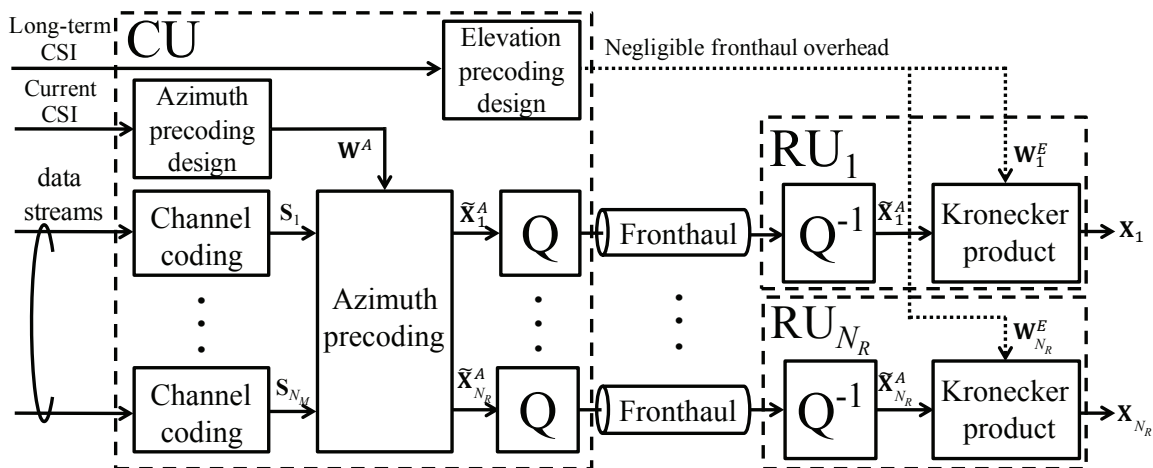 Long-term
CSI
CU
Elevation
precoding
design
Negligible fronthaul overhead
Current
CSI
Azimuth
precoding
design
W^A
RU_1
W_1^E
data
streams
Channel
coding
S_1
X̃_1^A
Q
Fronthaul
Q^-1
X̃_1^A
Kronecker
product
X_1
Azimuth
precoding
RU_{N_R}
W_{N_R}^E
Channel
coding
S_{N_M}
X̃_{N_R}^A
Q
Fronthaul
Q^-1
X̃_{N_R}^A
Kronecker
product
X_{N_R}